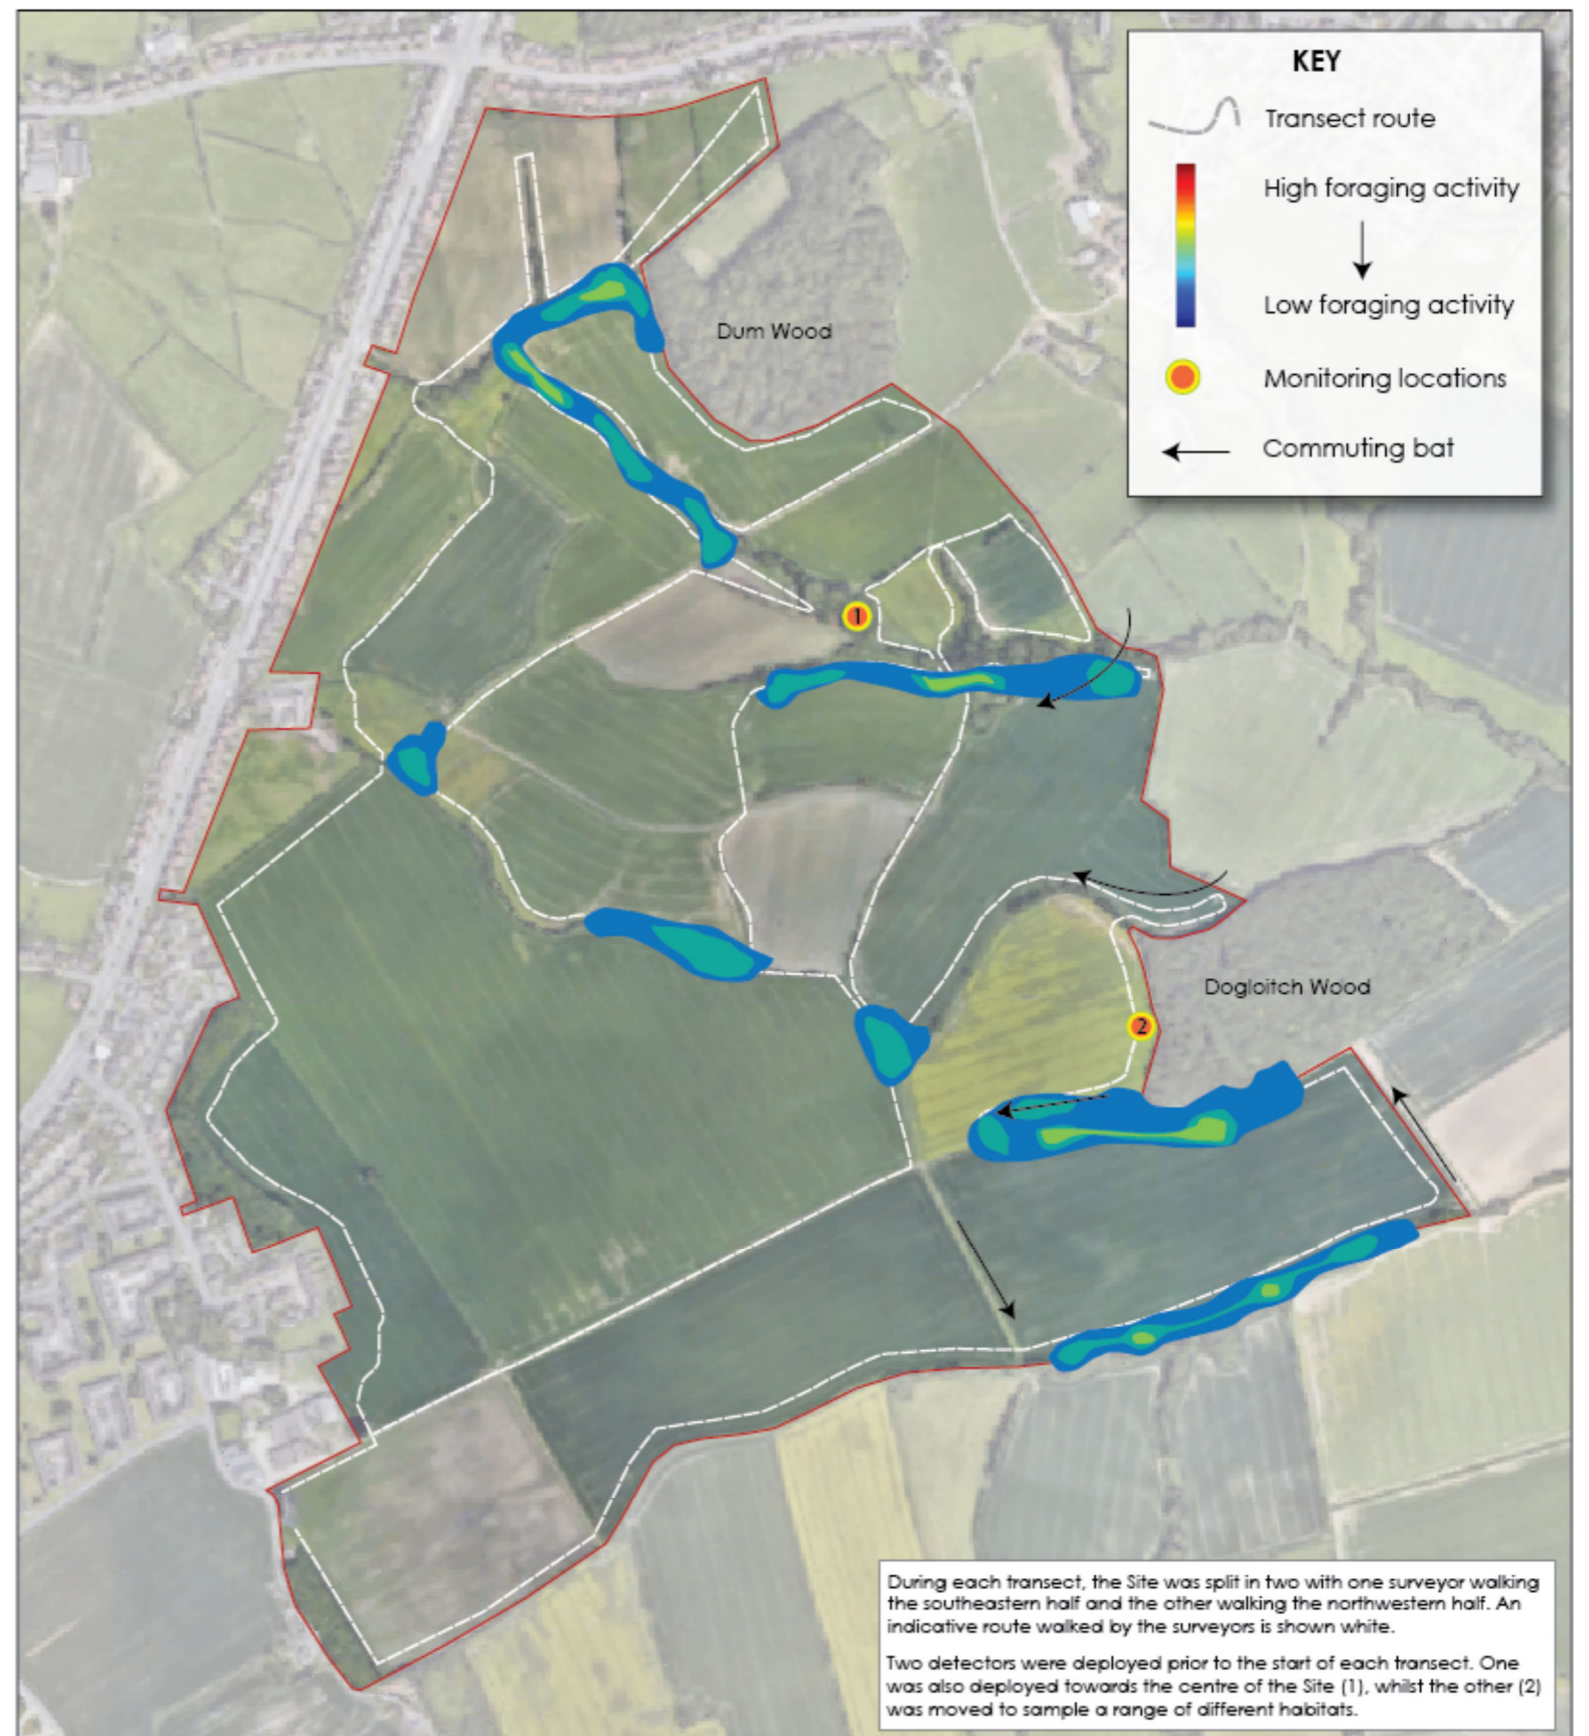 KEY
Transect route
High foraging activity
Low foraging activity
Monitoring locations
Commuting bat
Dum Wood
1
Dogloitch Wood
2
During each transect, the Site was split in two with one surveyor walking
the southeastern half and the other walking the northwestern half. An
indicative route walked by the surveyors is shown white.
Two detectors were deployed prior to the start of each transect. One
was also deployed towards the centre of the Site (1), whilst the other (2)
was moved to sample a range of different habitats.